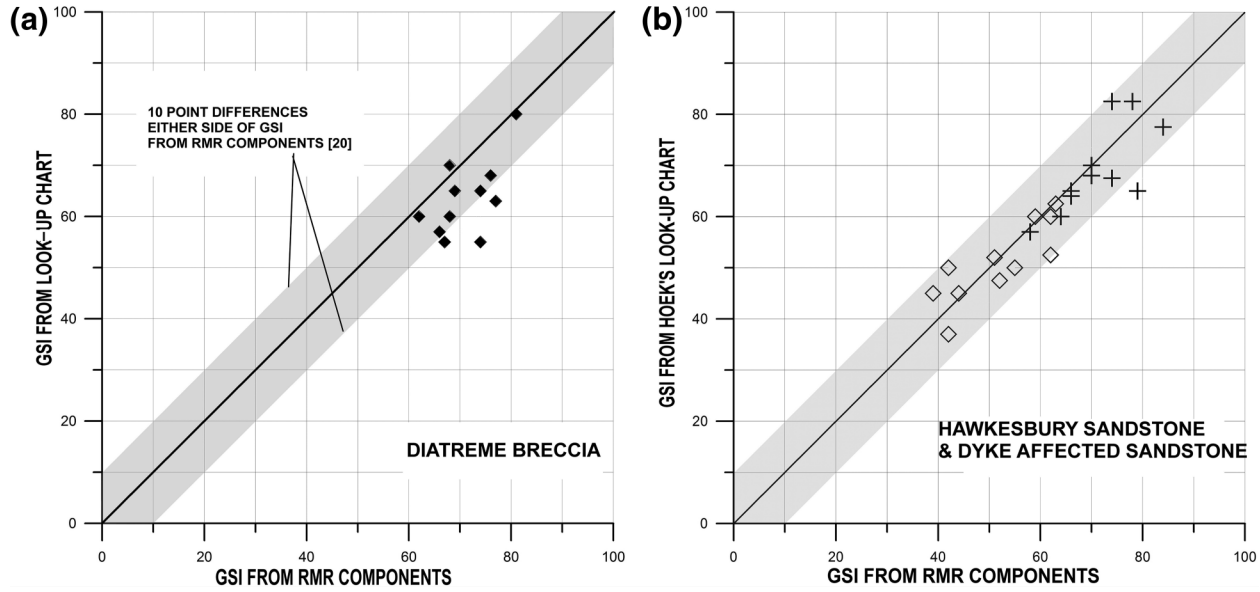 (a)
100
80
60
40
20
0
GSI FROM LOOK–UP CHART
10 POINT DIFFERENCES
EITHER SIDE OF GSI
FROM RMR COMPONENTS [20]
DIATREME BRECCIA
0 20 40 60 80 100
GSI FROM RMR COMPONENTS
(b)
100
80
60
40
20
0
GSI FROM HOEK'S LOOK-UP CHART
HAWKESBURY SANDSTONE
& DYKE AFFECTED SANDSTONE
0 20 40 60 80 100
GSI FROM RMR COMPONENTS